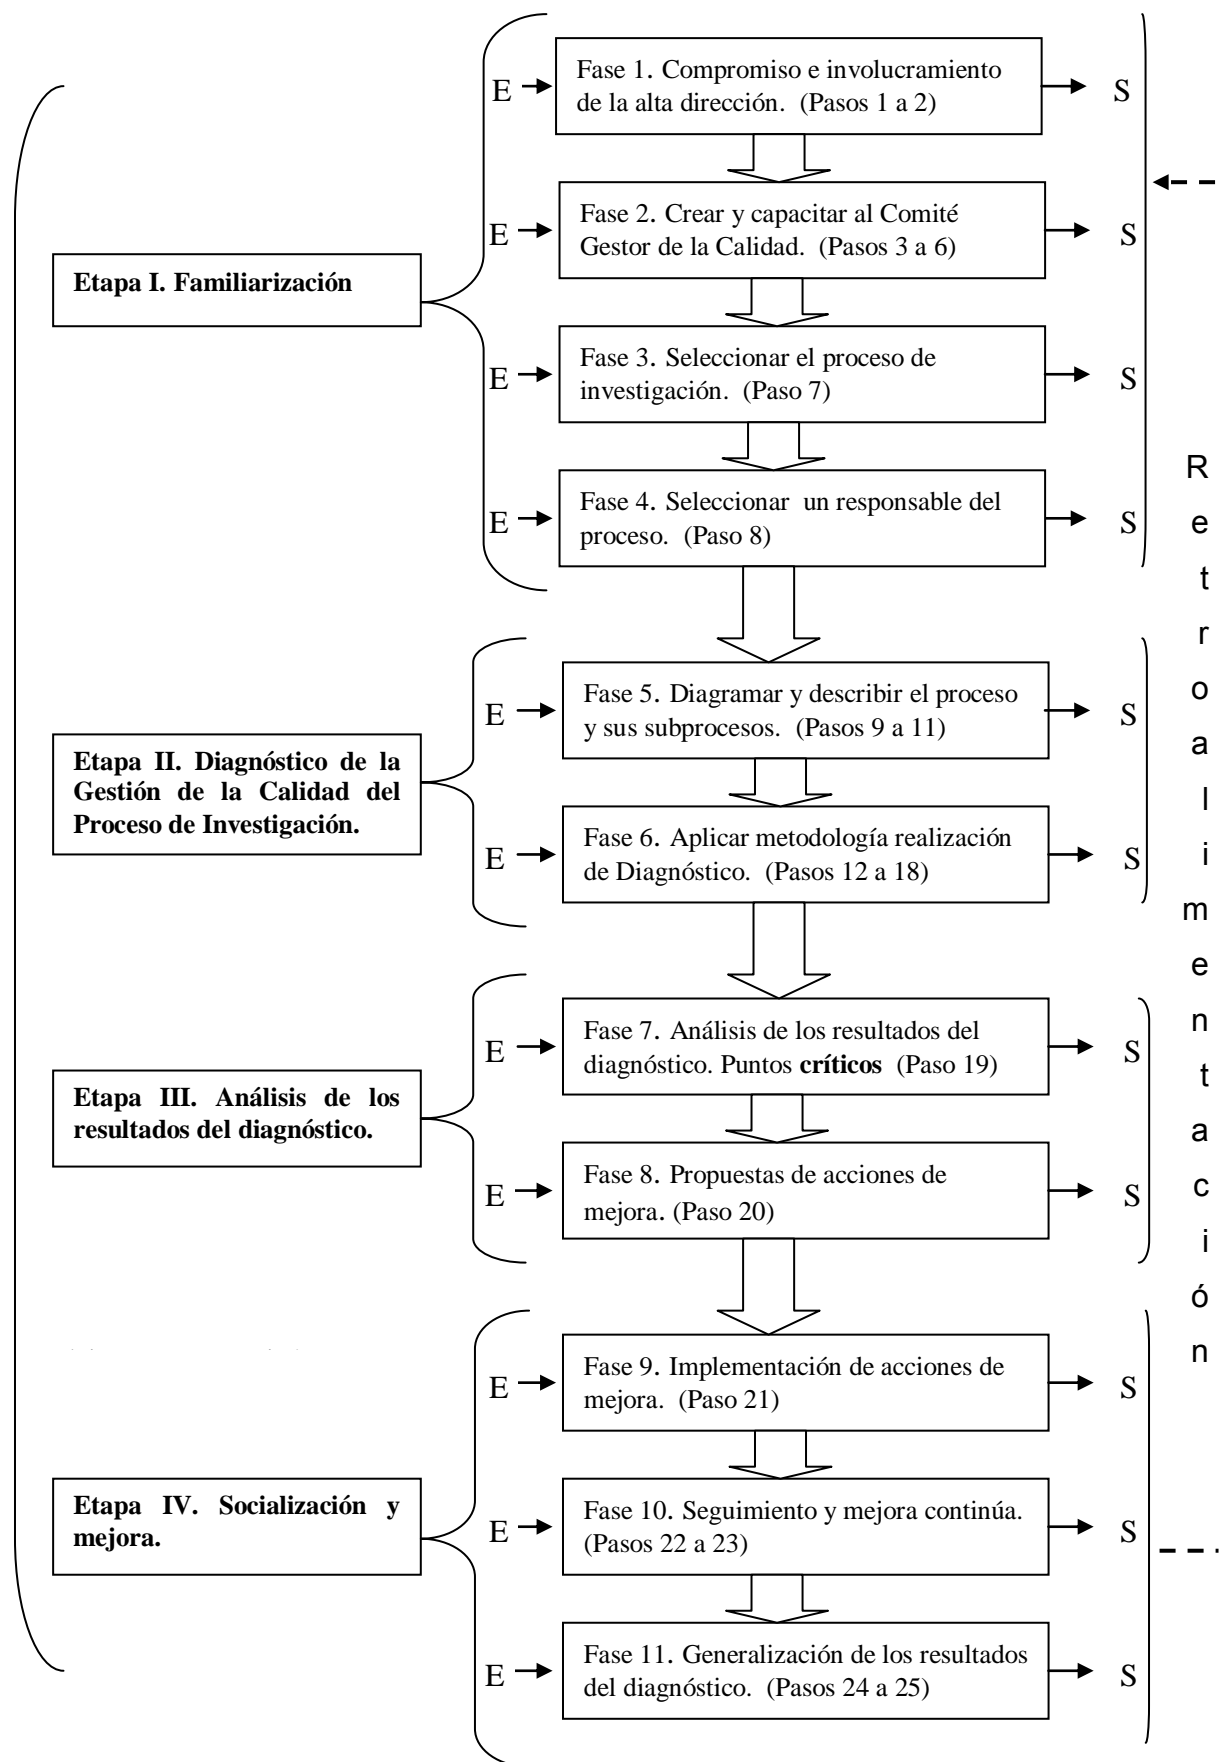 E
Fase 1. Compromiso e involucramiento
de la alta dirección. (Pasos 1 a 2)
S
E
Fase 2. Crear y capacitar al Comité
Gestor de la Calidad. (Pasos 3 a 6)
S
Etapa I. Familiarización
E
Fase 3. Seleccionar el proceso de
investigación. (Paso 7)
S
E
Fase 4. Seleccionar un responsable del
proceso. (Paso 8)
S
E
Fase 5. Diagramar y describir el proceso
y sus subprocesos. (Pasos 9 a 11)
S
Etapa II. Diagnóstico de la
Gestión de la Calidad del
Proceso de Investigación.
E
Fase 6. Aplicar metodología realización
de Diagnóstico. (Pasos 12 a 18)
S
E
Fase 7. Análisis de los resultados del
diagnóstico. Puntos críticos (Paso 19)
S
Etapa III. Análisis de los
resultados del diagnóstico.
E
Fase 8. Propuestas de acciones de
mejora. (Paso 20)
S
E
Fase 9. Implementación de acciones de
mejora. (Paso 21)
S
Etapa IV. Socialización y
mejora.
E
Fase 10. Seguimiento y mejora continúa.
(Pasos 22 a 23)
S
E
Fase 11. Generalización de los resultados
del diagnóstico. (Pasos 24 a 25)
S
Retroalimentación